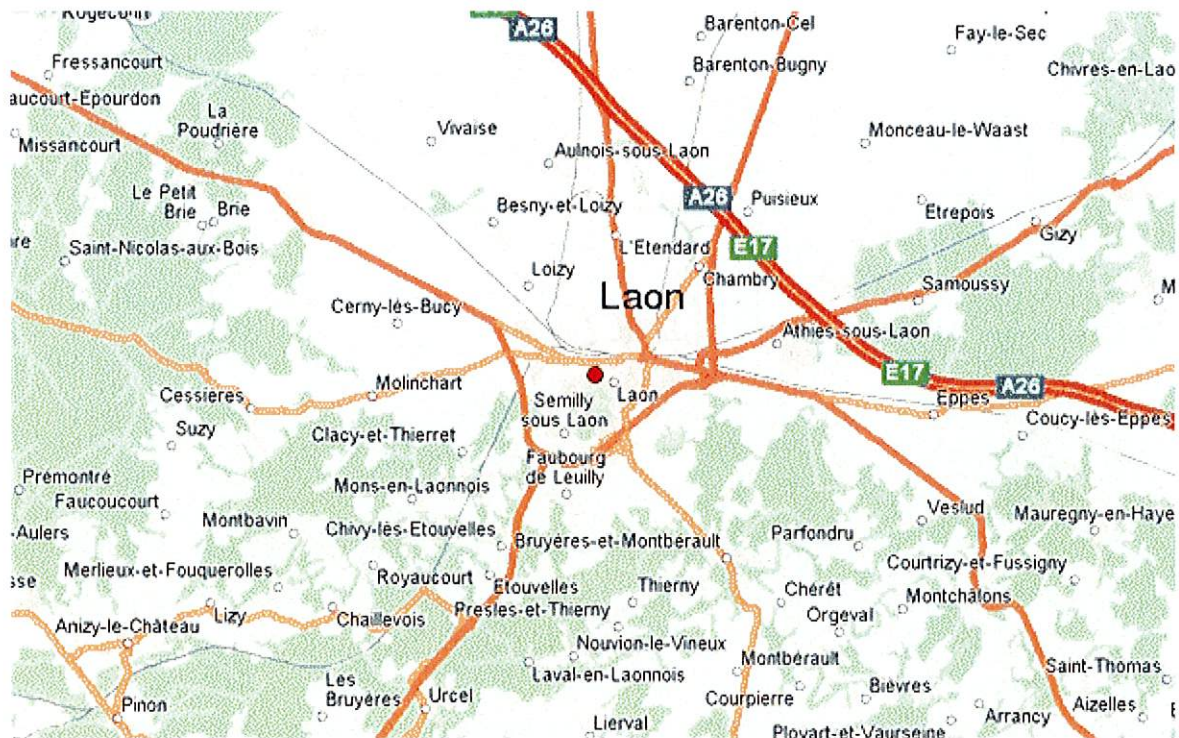 A26
Barenton-Cel
Fay-le-Sec
Fressancourt
Barenton-Bugny
Chivres-en-Lao
aucourt-Epourdon
La
Poudrière
Missancourt
Vivaise
Aulnois-sous-Laon
Monceau-le-Waast
Le Petit
Brie
Brie
Besny-et-Loizy
A26
Puisieux
Etrepois
Gizy
Saint-Nicolas-aux-Bois
L'Etendard
E17
Loizy
Chambry
Samoussy
M
Laon
Cerny-lès-Bucy
Athies-sous-Laon
E17
A26
Cessières
Molinchart
Semilly
sous Laon
Laon
Eppes
Coucy-lès-Eppes
Suzy
Clacy-et-Thierret
Faubourg
de Leuilly
Prémontré
Faucoucourt
Mons-en-Laonnois
Veslud
Mauregny-en-Haye
-Aulers
Montbavin
Chivy-lès-Etouvelles
Bruyères-et-Montbérault
Parfondru
Courtrizy-et-Fussigny
sse
Merlieux-et-Fouquerolles
Royaucourt
Etouvelles
Thierny
Chérêt
Montchâlons
Lizy
Chaillevois
Presles-et-Thierny
Orgeval
Anizy-le-Château
Nouvion-le-Vineux
Montbérault
Saint-Thomas
Laval-en-Laonnois
Les
Bruyères
Urcel
Courpierre
Bièvres
Pinon
Arrancy
Aizelles
Lierval
Ployart-et-Vaurseine